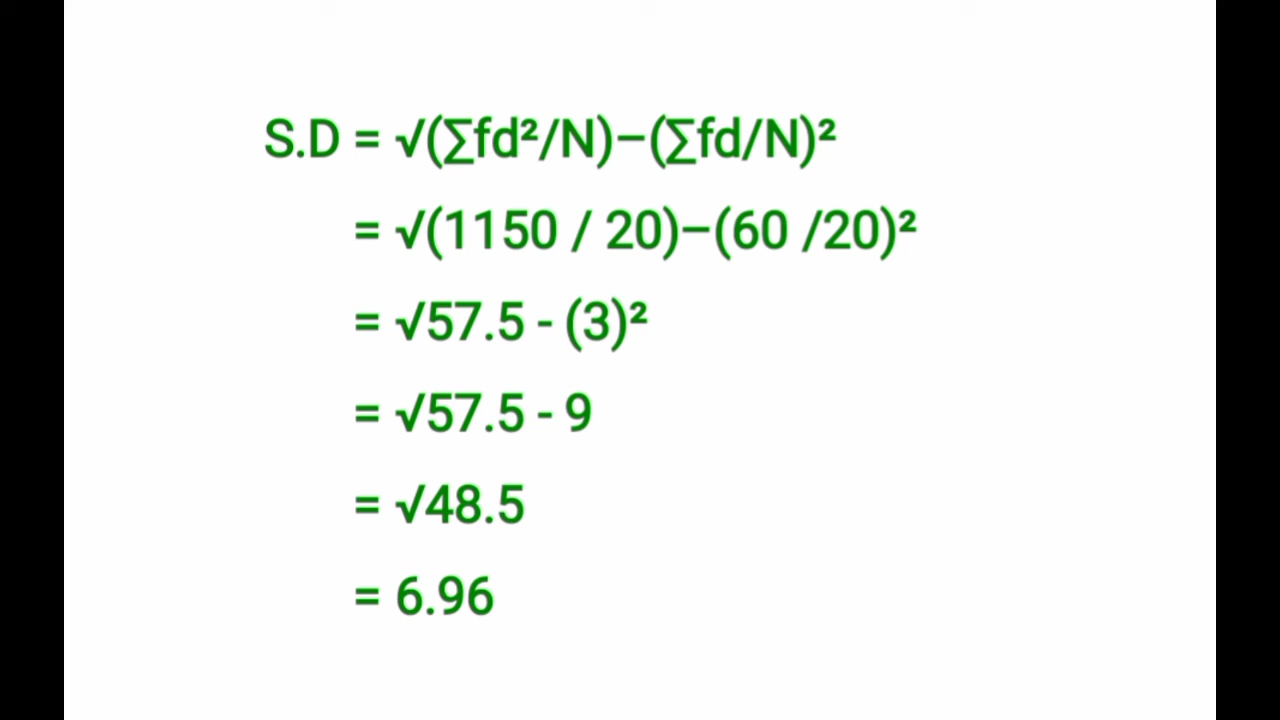 S.D = √(∑fd²/N)−(∑fd/N)²
= √(1150 / 20)−(60 /20)²
= √57.5 - (3)²
= √57.5 - 9
= √48.5
= 6.96